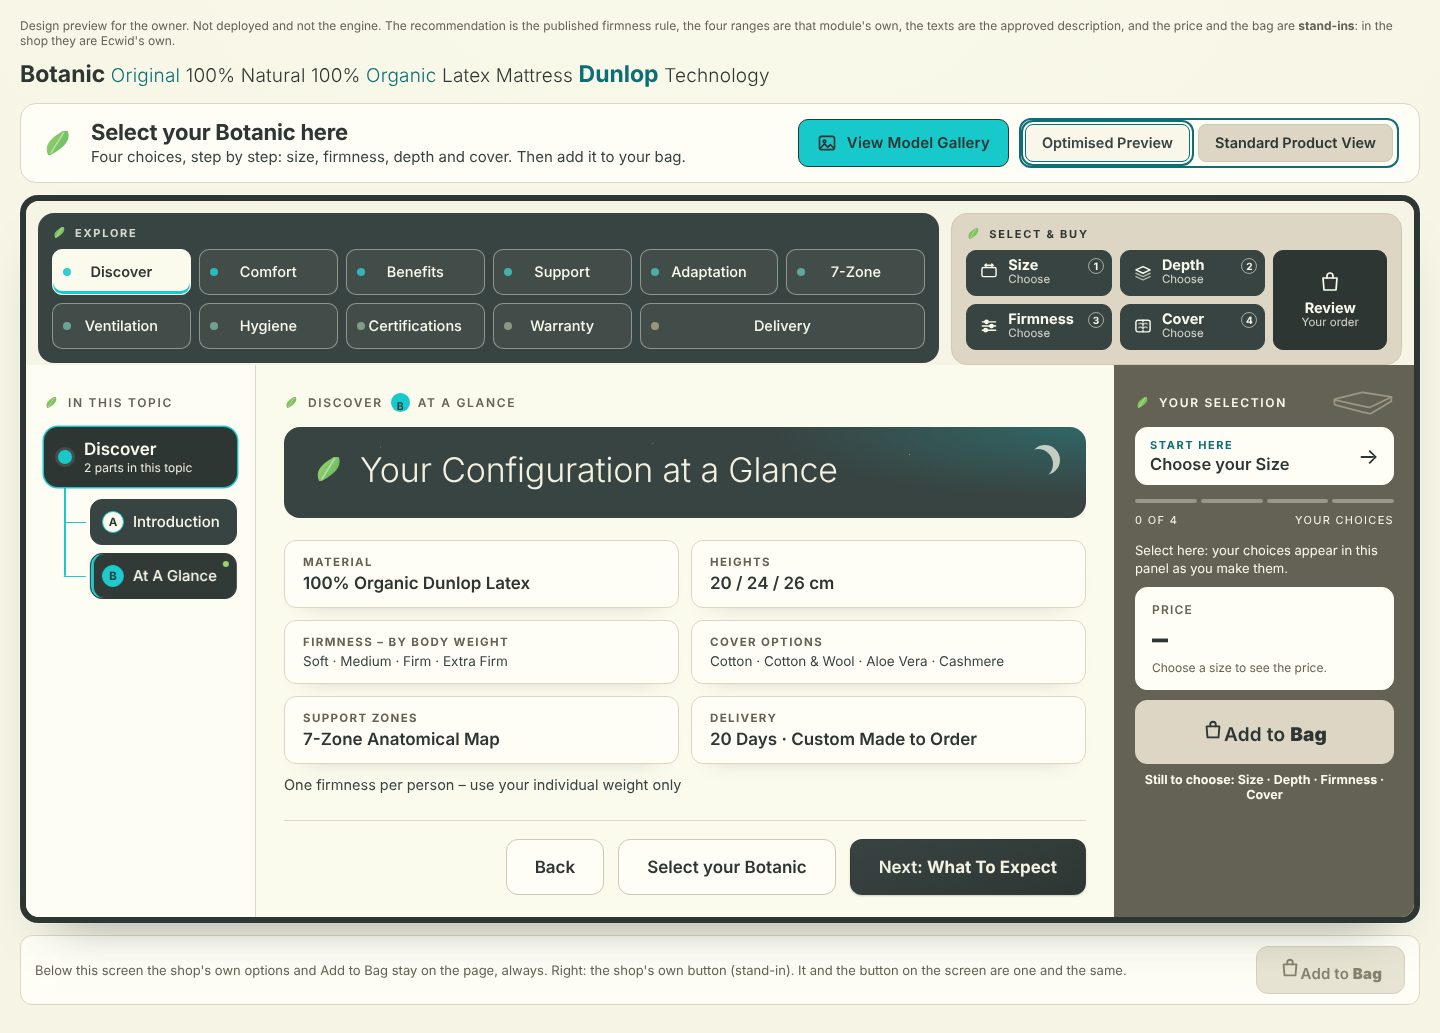 Design preview for the owner. Not deployed and not the engine. The recommendation is the published firmness rule, the four ranges are that module's own, the texts are the approved description, and the price and the bag are stand-ins: in the
shop they are Ecwid's own.
Botanic Original 100% Natural 100% Organic Latex Mattress Dunlop Technology
Select your Botanic here
Four choices, step by step: size, firmness, depth and cover. Then add it to your bag.
View Model Gallery
Optimised Preview
Standard Product View
EXPLORE
Discover
Comfort
Benefits
Support
Adaptation
7-Zone
Ventilation
Hygiene
Certifications
Warranty
Delivery
SELECT & BUY
Size
Choose
1
Depth
Choose
2
Firmness
Choose
3
Cover
Choose
4
Review
Your order
IN THIS TOPIC
Discover
2 parts in this topic
A Introduction
B At A Glance
DISCOVER B AT A GLANCE
Your Configuration at a Glance
MATERIAL
100% Organic Dunlop Latex
HEIGHTS
20 / 24 / 26 cm
FIRMNESS – BY BODY WEIGHT
Soft · Medium · Firm · Extra Firm
COVER OPTIONS
Cotton · Cotton & Wool · Aloe Vera · Cashmere
SUPPORT ZONES
7-Zone Anatomical Map
DELIVERY
20 Days · Custom Made to Order
One firmness per person – use your individual weight only
Back
Select your Botanic
Next: What To Expect
YOUR SELECTION
START HERE
Choose your Size
0 OF 4
YOUR CHOICES
Select here: your choices appear in this
panel as you make them.
PRICE
–
Choose a size to see the price.
Add to Bag
Still to choose: Size · Depth · Firmness ·
Cover
Below this screen the shop's own options and Add to Bag stay on the page, always. Right: the shop's own button (stand-in). It and the button on the screen are one and the same.
Add to Bag